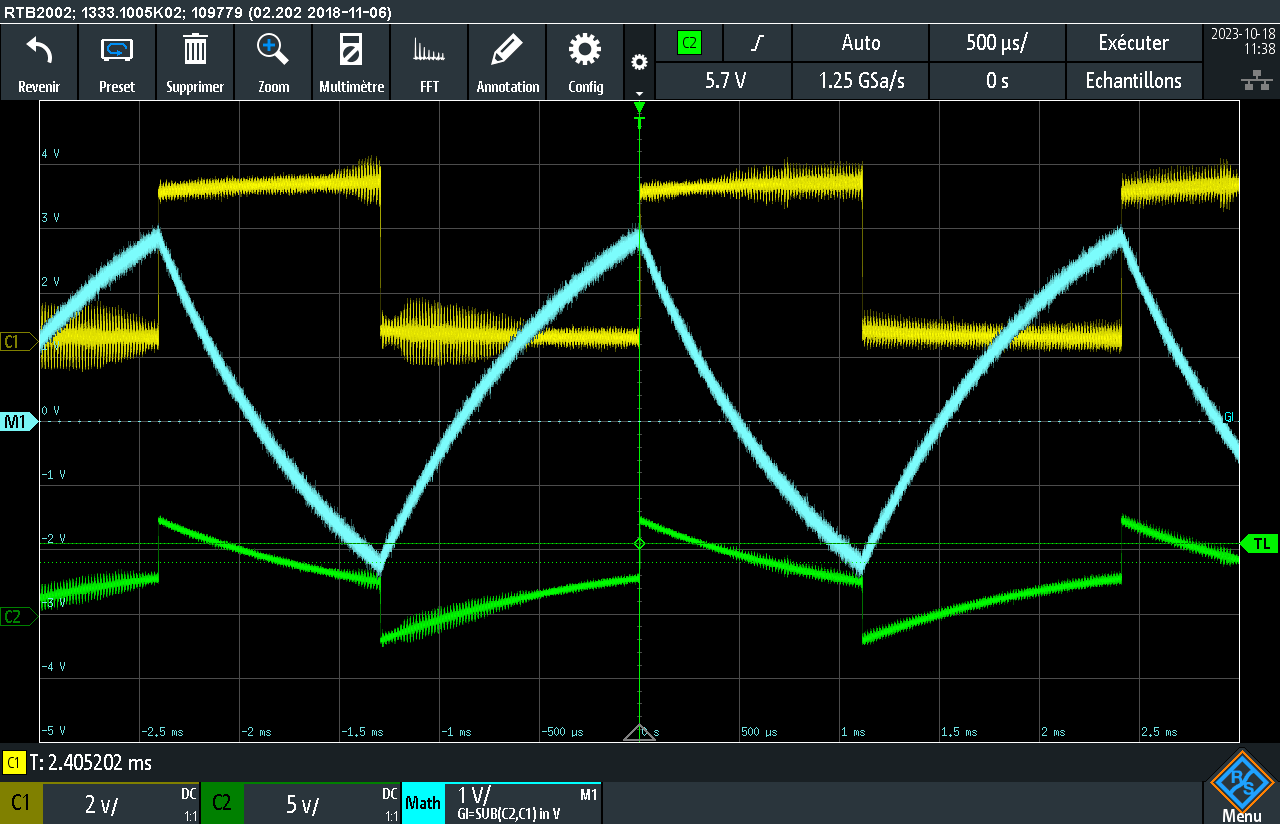 RTB2002; 1333.1005K02; 109779 (02.202 2018-11-06)
Revenir
Preset
Supprimer
Zoom
Multimètre
FFT
Annotation
Config
C2
Auto
500 µs/
Exécuter
2023-10-18
11:38
5.7 V
1.25 GSa/s
0 s
Echantillons
T
4 V
3 V
2 V
C1
0 V
M1
GI
-1 V
-2 V
TL
-3 V
C2
-4 V
-5 V
-2.5 ms
-2 ms
-1.5 ms
-1 ms
-500 µs
0 s
500 µs
1 ms
1.5 ms
2 ms
2.5 ms
C1 T: 2.405202 ms
C1
2 V/
DC
1:1
C2
5 V/
DC
1:1
Math
1 V/
M1
GI=SUB(C2,C1) in V
R S
Menu